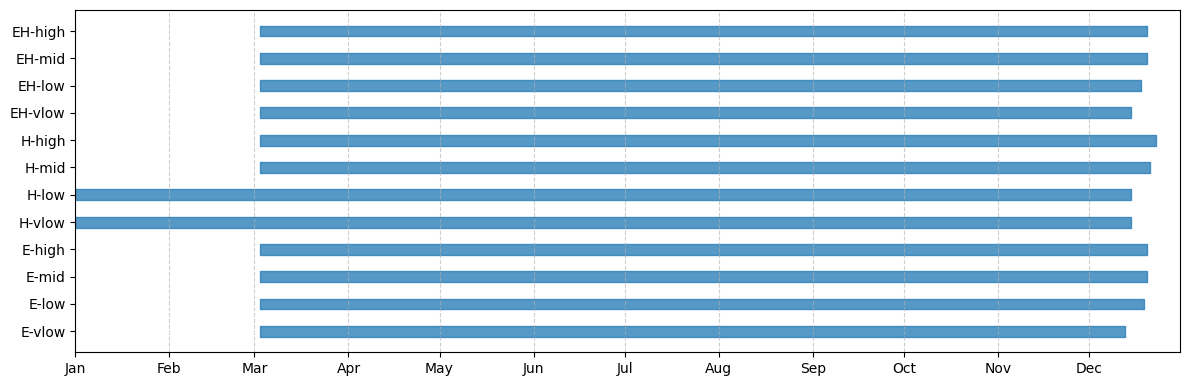 EH-high
EH-mid
EH-low
EH-vlow
H-high
H-mid
H-low
H-vlow
E-high
E-mid
E-low
E-vlow
Jan Feb Mar Apr May Jun Jul Aug Sep Oct Nov Dec